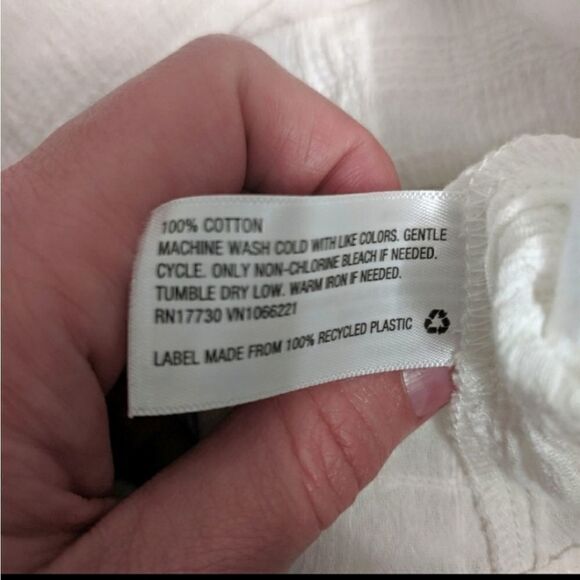 100% COTTON
MACHINE WASH COLD WITH LIKE COLORS. GENTLE
CYCLE. ONLY NON-CHLORINE BLEACH IF NEEDED.
TUMBLE DRY LOW. WARM IRON IF NEEDED.
RN17730 VN1066221
LABEL MADE FROM 100% RECYCLED PLASTIC